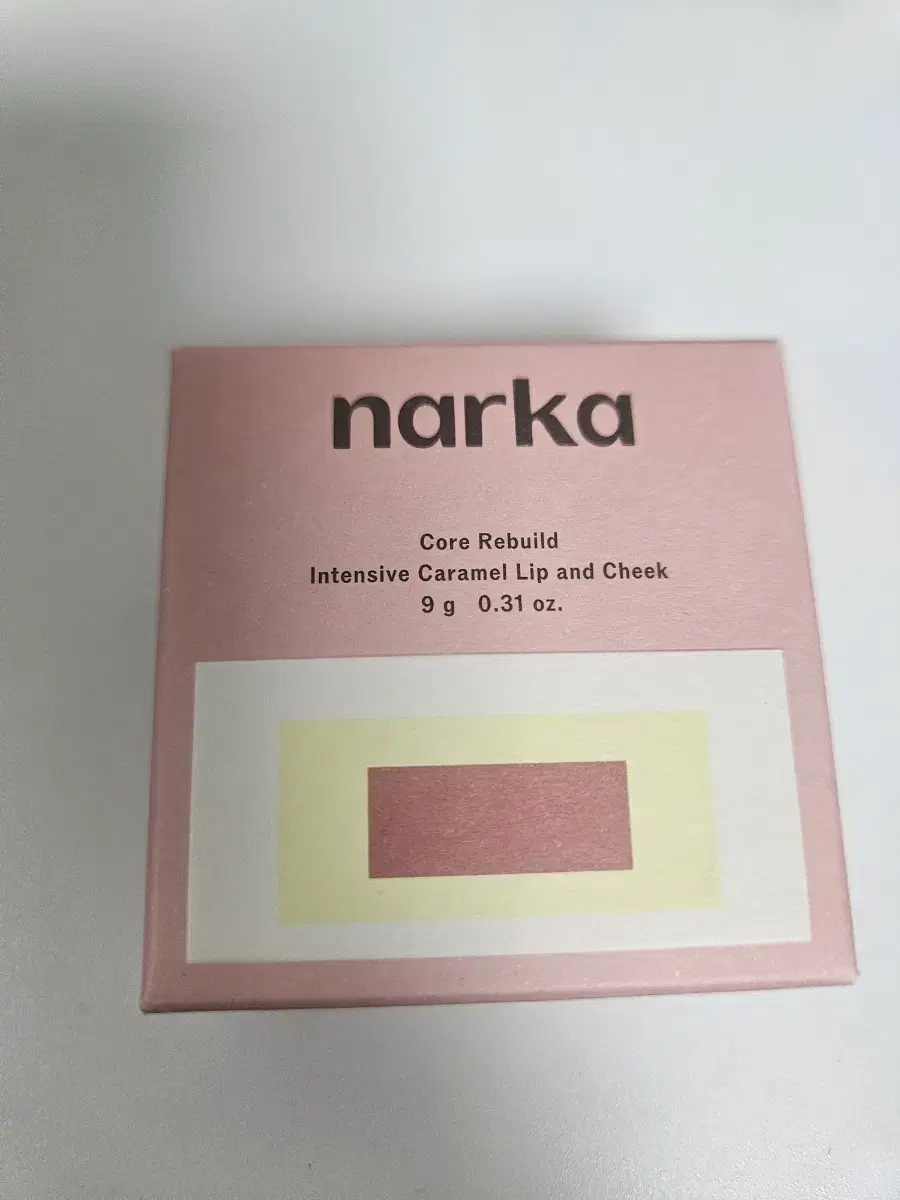 narka
Core Rebuild
Intensive Caramel Lip and Cheek
9 g 0.31 oz.